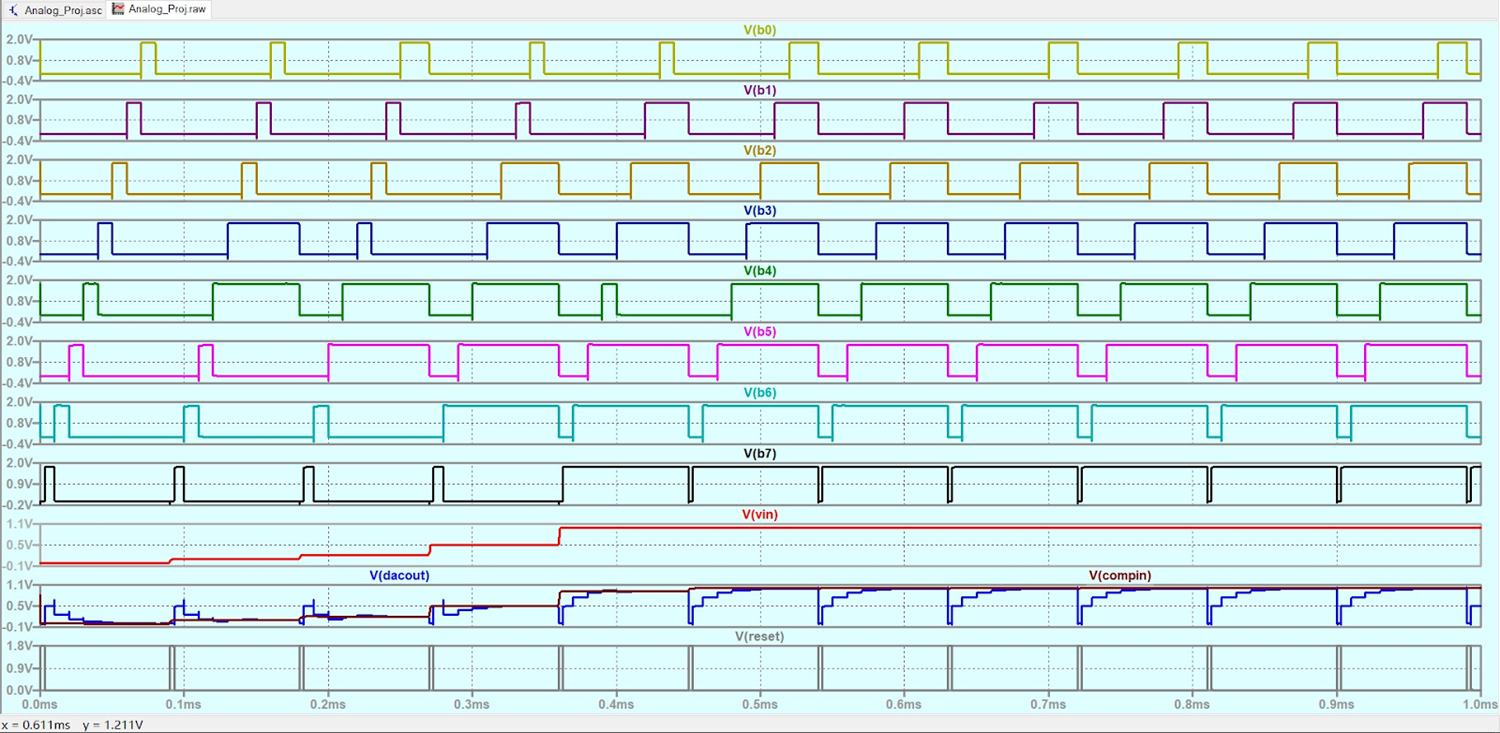 Analog_Proj.asc Analog_Proj.raw
V(b0)
2.0V
0.8V
-0.4V
V(b1)
2.0V
0.8V
-0.4V
V(b2)
2.0V
0.8V
-0.4V
V(b3)
2.0V
0.8V
-0.4V
V(b4)
2.0V
0.8V
-0.4V
V(b5)
2.0V
0.8V
-0.4V
V(b6)
2.0V
0.8V
-0.4V
V(b7)
2.0V
0.9V
-0.2V
V(vin)
1.1V
0.5V
-0.1V
V(dacout) V(compin)
1.1V
0.5V
-0.1V
V(reset)
1.8V
0.9V
0.0V
0.0ms 0.1ms 0.2ms 0.3ms 0.4ms 0.5ms 0.6ms 0.7ms 0.8ms 0.9ms 1.0ms
x = 0.611ms y = 1.211V